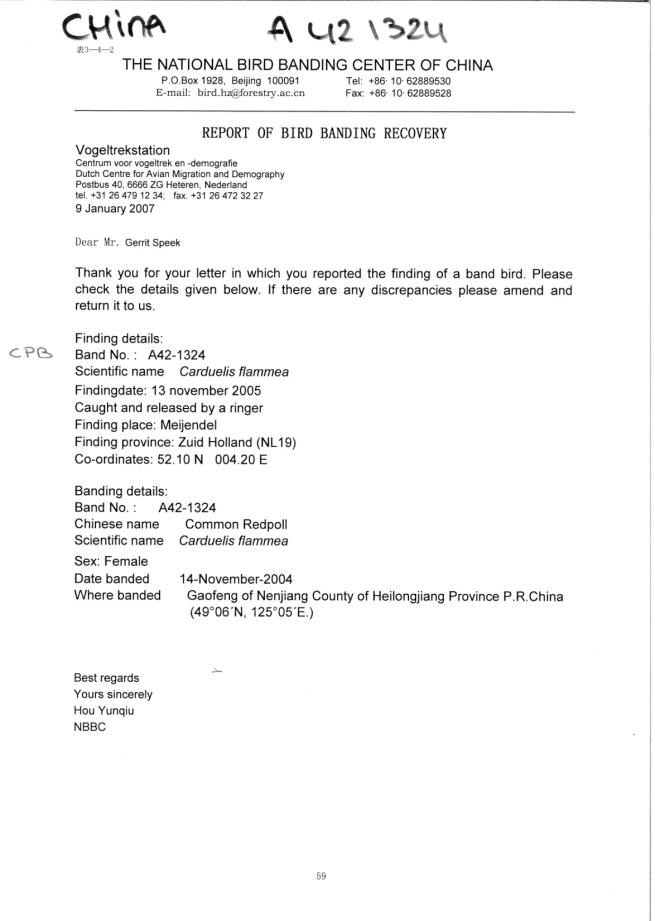 CHiNA A 42 1324
表3—4—2
THE NATIONAL BIRD BANDING CENTER OF CHINA
P.O.Box 1928, Beijing 100091 Tel: +86· 10· 62889530
E-mail: bird.hz@forestry.ac.cn Fax: +86· 10· 62889528
REPORT OF BIRD BANDING RECOVERY
Vogeltrekstation
Centrum voor vogeltrek en -demografie
Dutch Centre for Avian Migration and Demography
Postbus 40, 6666 ZG Heteren, Nederland
tel. +31 26 479 12 34; fax. +31 26 472 32 27
9 January 2007
Dear Mr. Gerrit Speek
Thank you for your letter in which you reported the finding of a band bird. Please
check the details given below. If there are any discrepancies please amend and
return it to us.
Finding details:
CPB Band No. : A42-1324
Scientific name Carduelis flammea
Findingdate: 13 november 2005
Caught and released by a ringer
Finding place: Meijendel
Finding province: Zuid Holland (NL19)
Co-ordinates: 52.10 N 004.20 E
Banding details:
Band No. : A42-1324
Chinese name Common Redpoll
Scientific name Carduelis flammea
Sex: Female
Date banded 14-November-2004
Where banded Gaofeng of Nenjiang County of Heilongjiang Province P.R.China
(49°06´N, 125°05´E.)
Best regards
Yours sincerely
Hou Yunqiu
NBBC
59